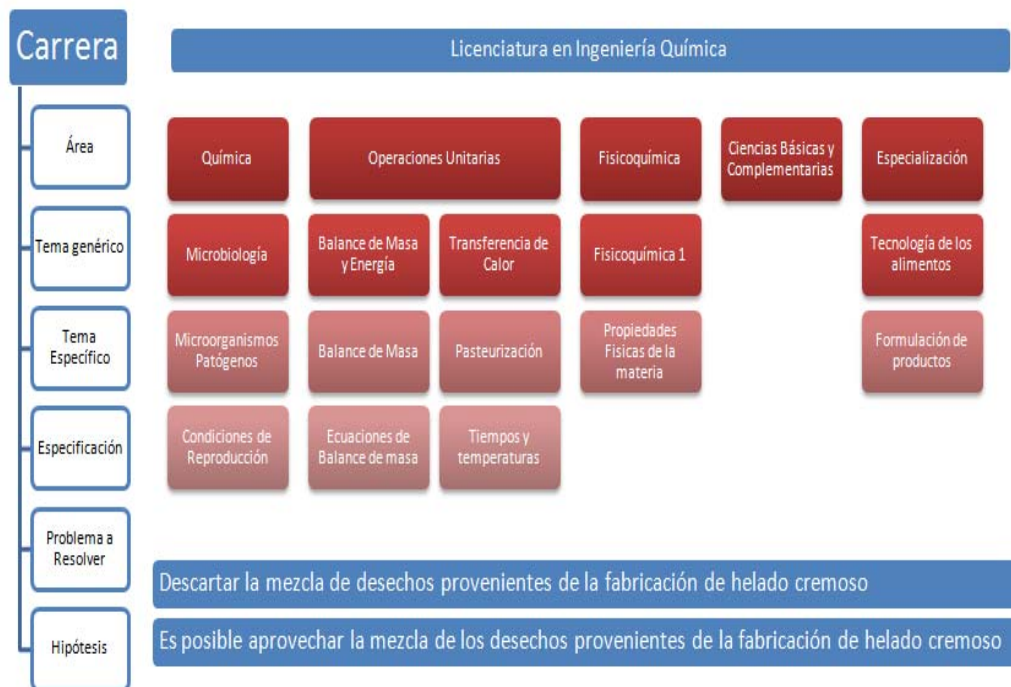 Carrera
Licenciatura en Ingeniería Química
Área
Química
Operaciones Unitarias
Fisicoquímica
Ciencias Básicas y
Complementarias
Especialización
Tema genérico
Microbiología
Balance de Masa
y Energía
Transferencia de
Calor
Fisicoquímica 1
Tecnología de los
alimentos
Tema
Específico
Microorganismos
Patógenos
Balance de Masa
Pasteurización
Propiedades
Fisicas de la
materia
Formulación de
productos
Especificación
Condiciones de
Reproducción
Ecuaciones de
Balance de masa
Tiempos y
temperaturas
Problema a
Resolver
Descartar la mezcla de desechos provenientes de la fabricación de helado cremoso
Hipótesis
Es posible aprovechar la mezcla de los desechos provenientes de la fabricación de helado cremoso